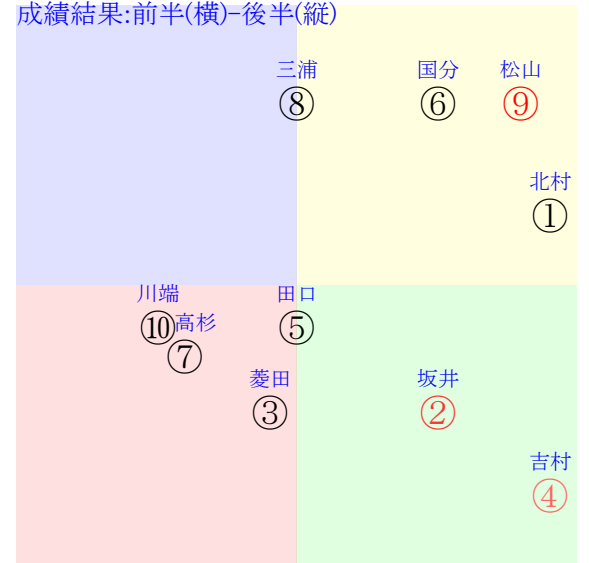 成績結果:前半(横)-後半(縦)
三浦 国分 松山
⑧ ⑥ ⑨
北村
①
川端 田口
⑩ ⑤
高杉
⑦
菱田 坂井
③ ②
吉村
④